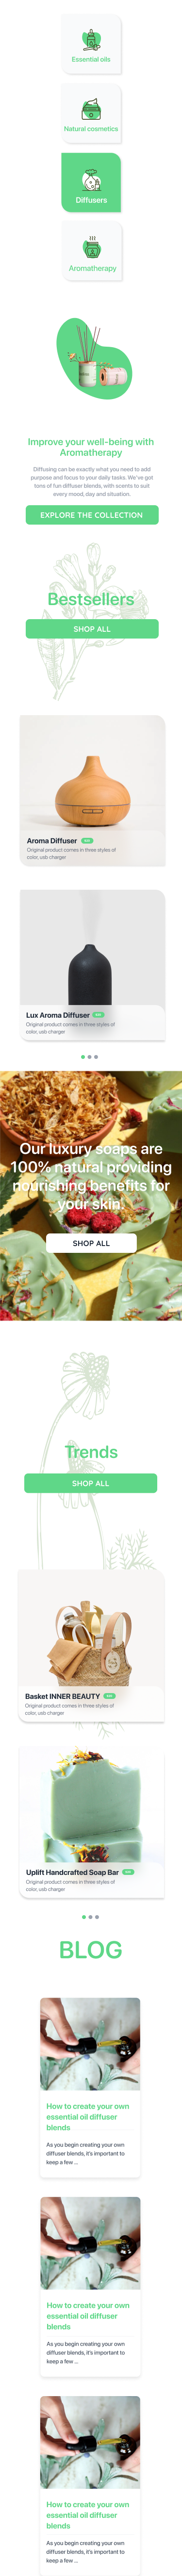 Essential oils
Natural cosmetics
Diffusers
Aromatherapy
Improve your well-being with
Aromatherapy
Diffusing can be exactly what you need to add
purpose and focus to your daily tasks. We've got
tons of fun diffuser blends, with scents to suit
every mood, day and situation.
EXPLORE THE COLLECTION
Bestsellers
SHOP ALL
Aroma Diffuser
Original product comes in three styles of
color, usb charger
Lux Aroma Diffuser
Original product comes in three styles of
color, usb charger
Our luxury soaps are
100% natural providing
nourishing benefits for
your skin
SHOP ALL
Trends
SHOP ALL
Basket INNER BEAUTY
Original product comes in three styles of
color, usb charger
Uplift Handcrafted Soap Bar
Original product comes in three styles of
color, usb charger
BLOG
How to create your own
essential oil diffuser
blends
As you begin creating your own
diffuser blends, it's important to
keep a few ...
How to create your own
essential oil diffuser
blends
As you begin creating your own
diffuser blends, it's important to
keep a few ...
How to create your own
essential oil diffuser
blends
As you begin creating your own
diffuser blends, it's important to
keep a few ...